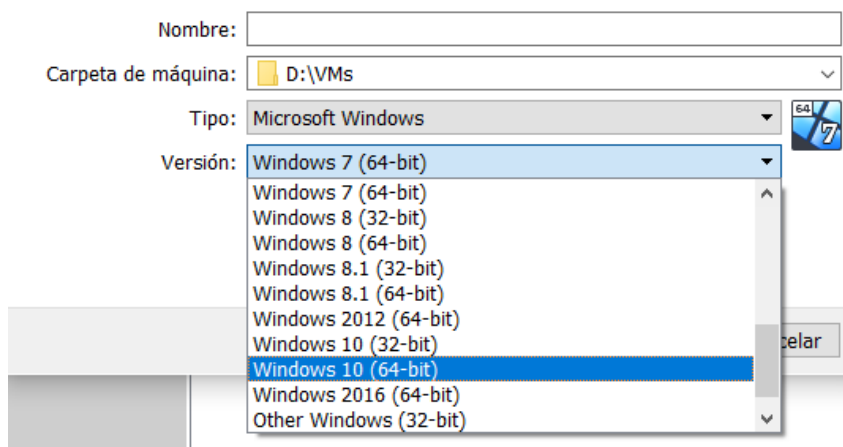 Nombre:
Carpeta de máquina: D:\VMs
Tipo: Microsoft Windows
64
7
Versión: Windows 7 (64-bit)
Windows 7 (64-bit)
Windows 8 (32-bit)
Windows 8 (64-bit)
Windows 8.1 (32-bit)
Windows 8.1 (64-bit)
Windows 2012 (64-bit)
Windows 10 (32-bit)
celar
Windows 10 (64-bit)
Windows 2016 (64-bit)
Other Windows (32-bit)